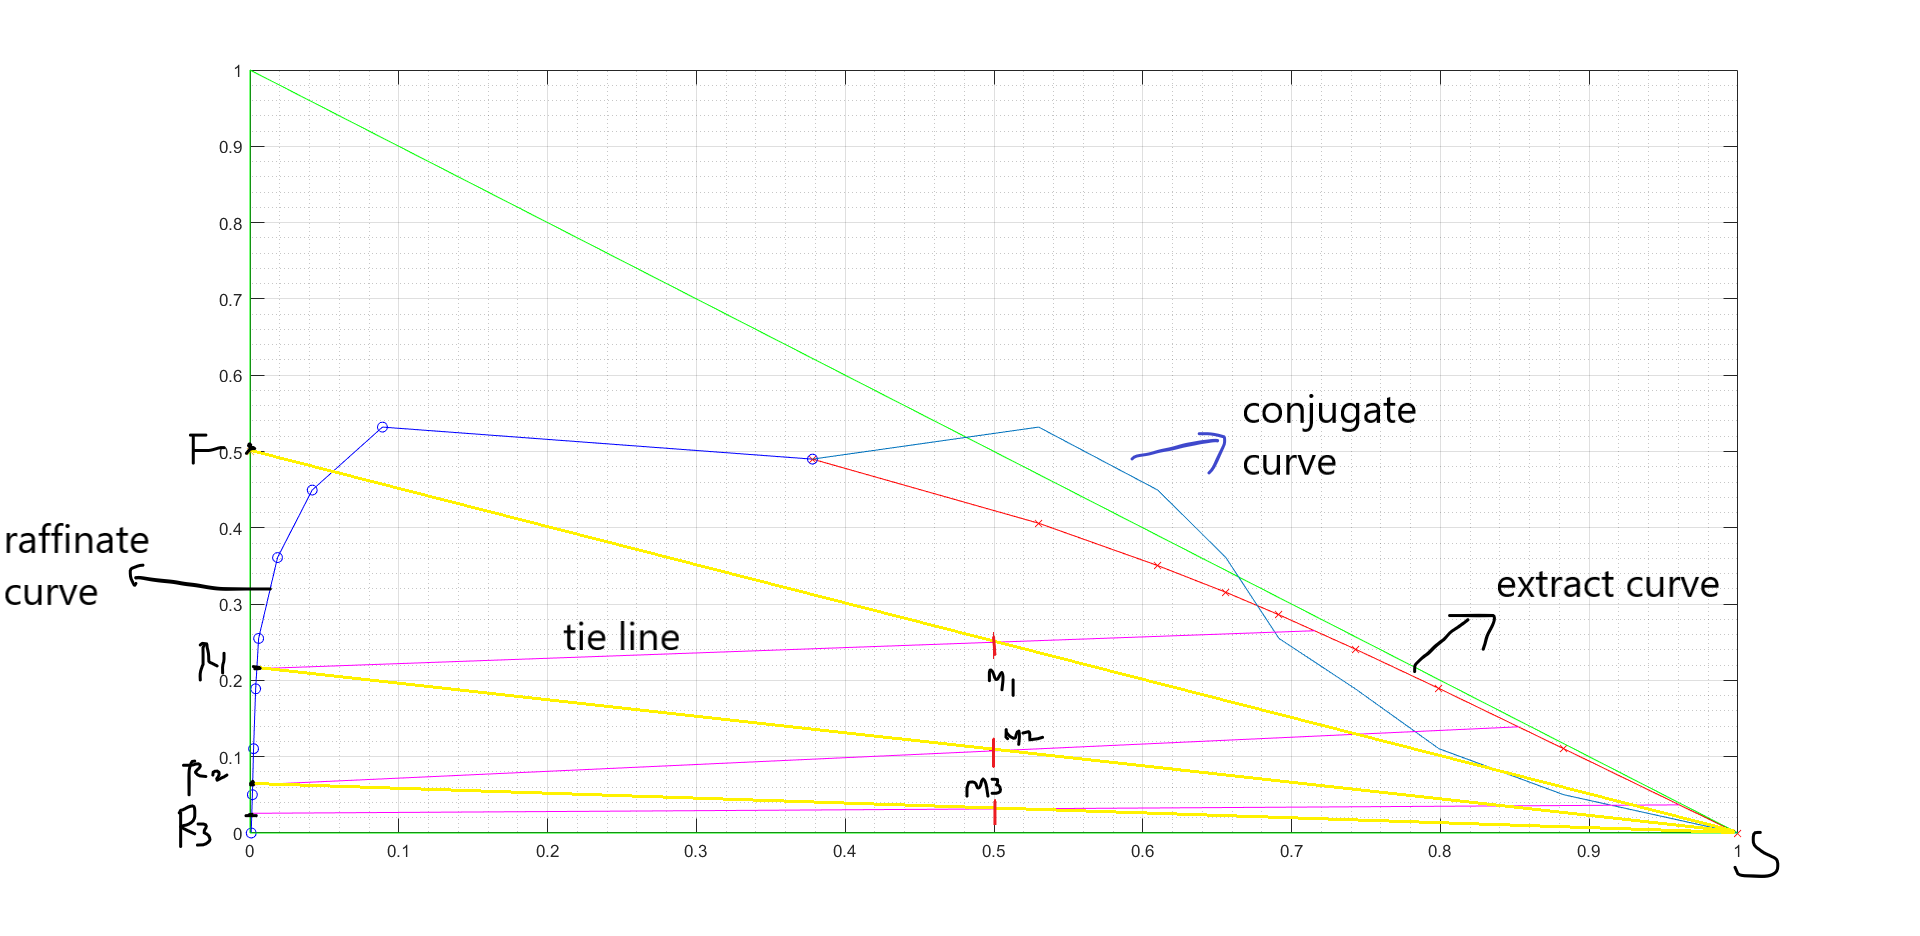 1
0.9
0.8
0.7
0.6
0.5
0.4
0.3
0.2
0.1
0
0
0.1
0.2
0.3
0.4
0.5
0.6
0.7
0.8
0.9
1
F
raffinate
curve
R1
R2
R3
tie line
M1
M2
M3
conjugate
curve
extract curve
S